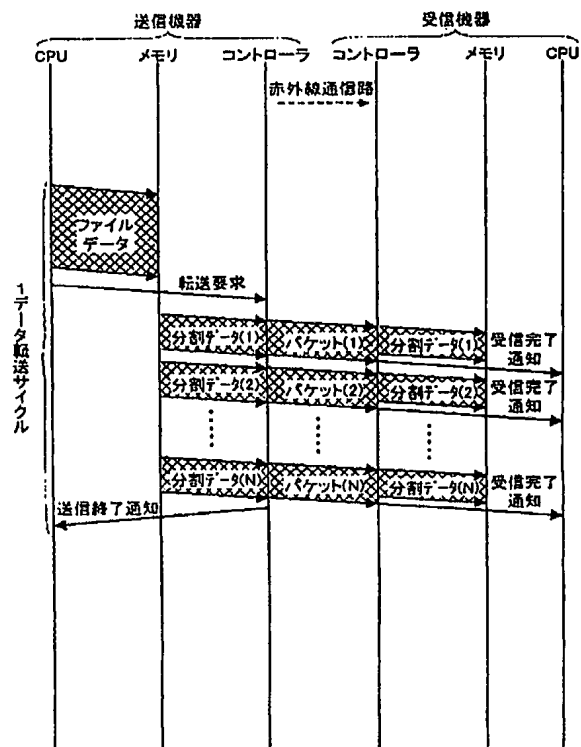 送信機器
受信機器
CPU
メモリ
コントローラ
コントローラ
メモリ
CPU
赤外線通信路
ファイル
データ
転送要求
1データ転送サイクル
分割データ(1)
パケット(1)
分割データ(1)
受信完了
通知
分割データ(2)
パケット(2)
分割データ(2)
受信完了
通知
分割データ(N)
パケット(N)
分割データ(N)
受信完了
通知
送信終了通知